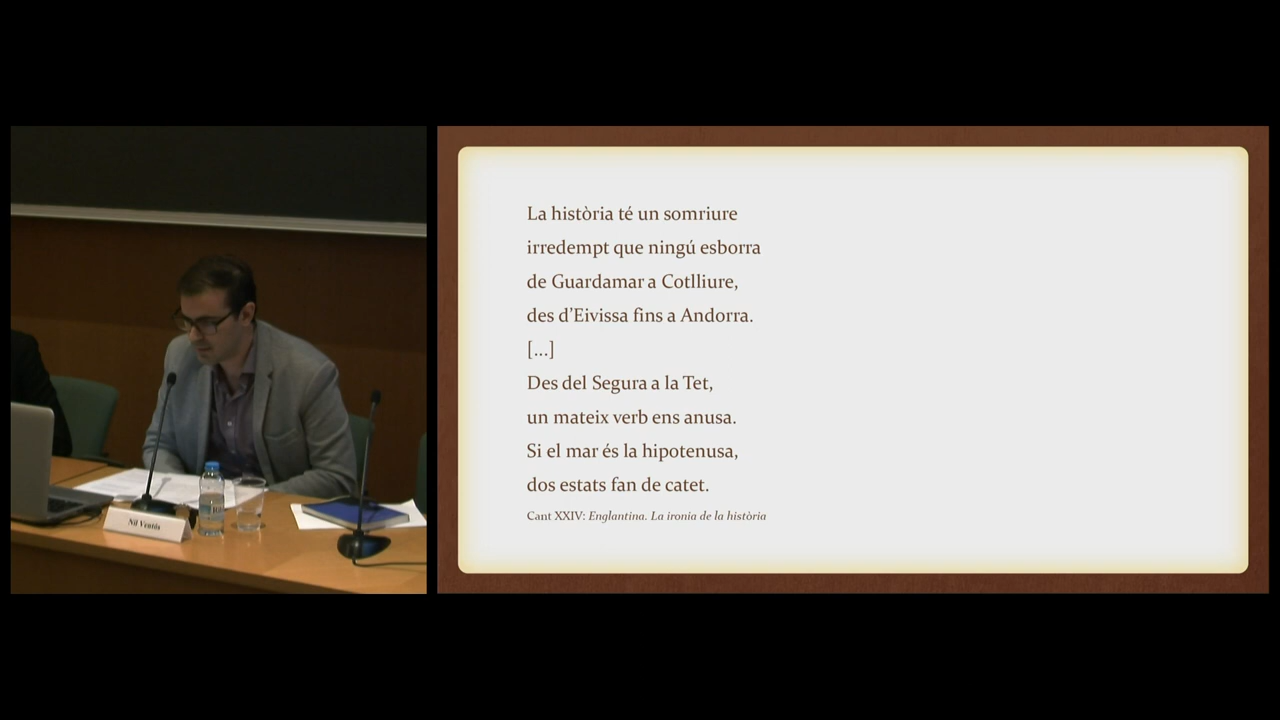 Nil Ventós
La història té un somriure
irredempt que ningú esborra
de Guardamar a Cotlliure,
des d’Eivissa fins a Andorra.
[...]
Des del Segura a la Tet,
un mateix verb ens anusa.
Si el mar és la hipotenusa,
dos estats fan de catet.
Cant XXIV: Englantina. La ironia de la història